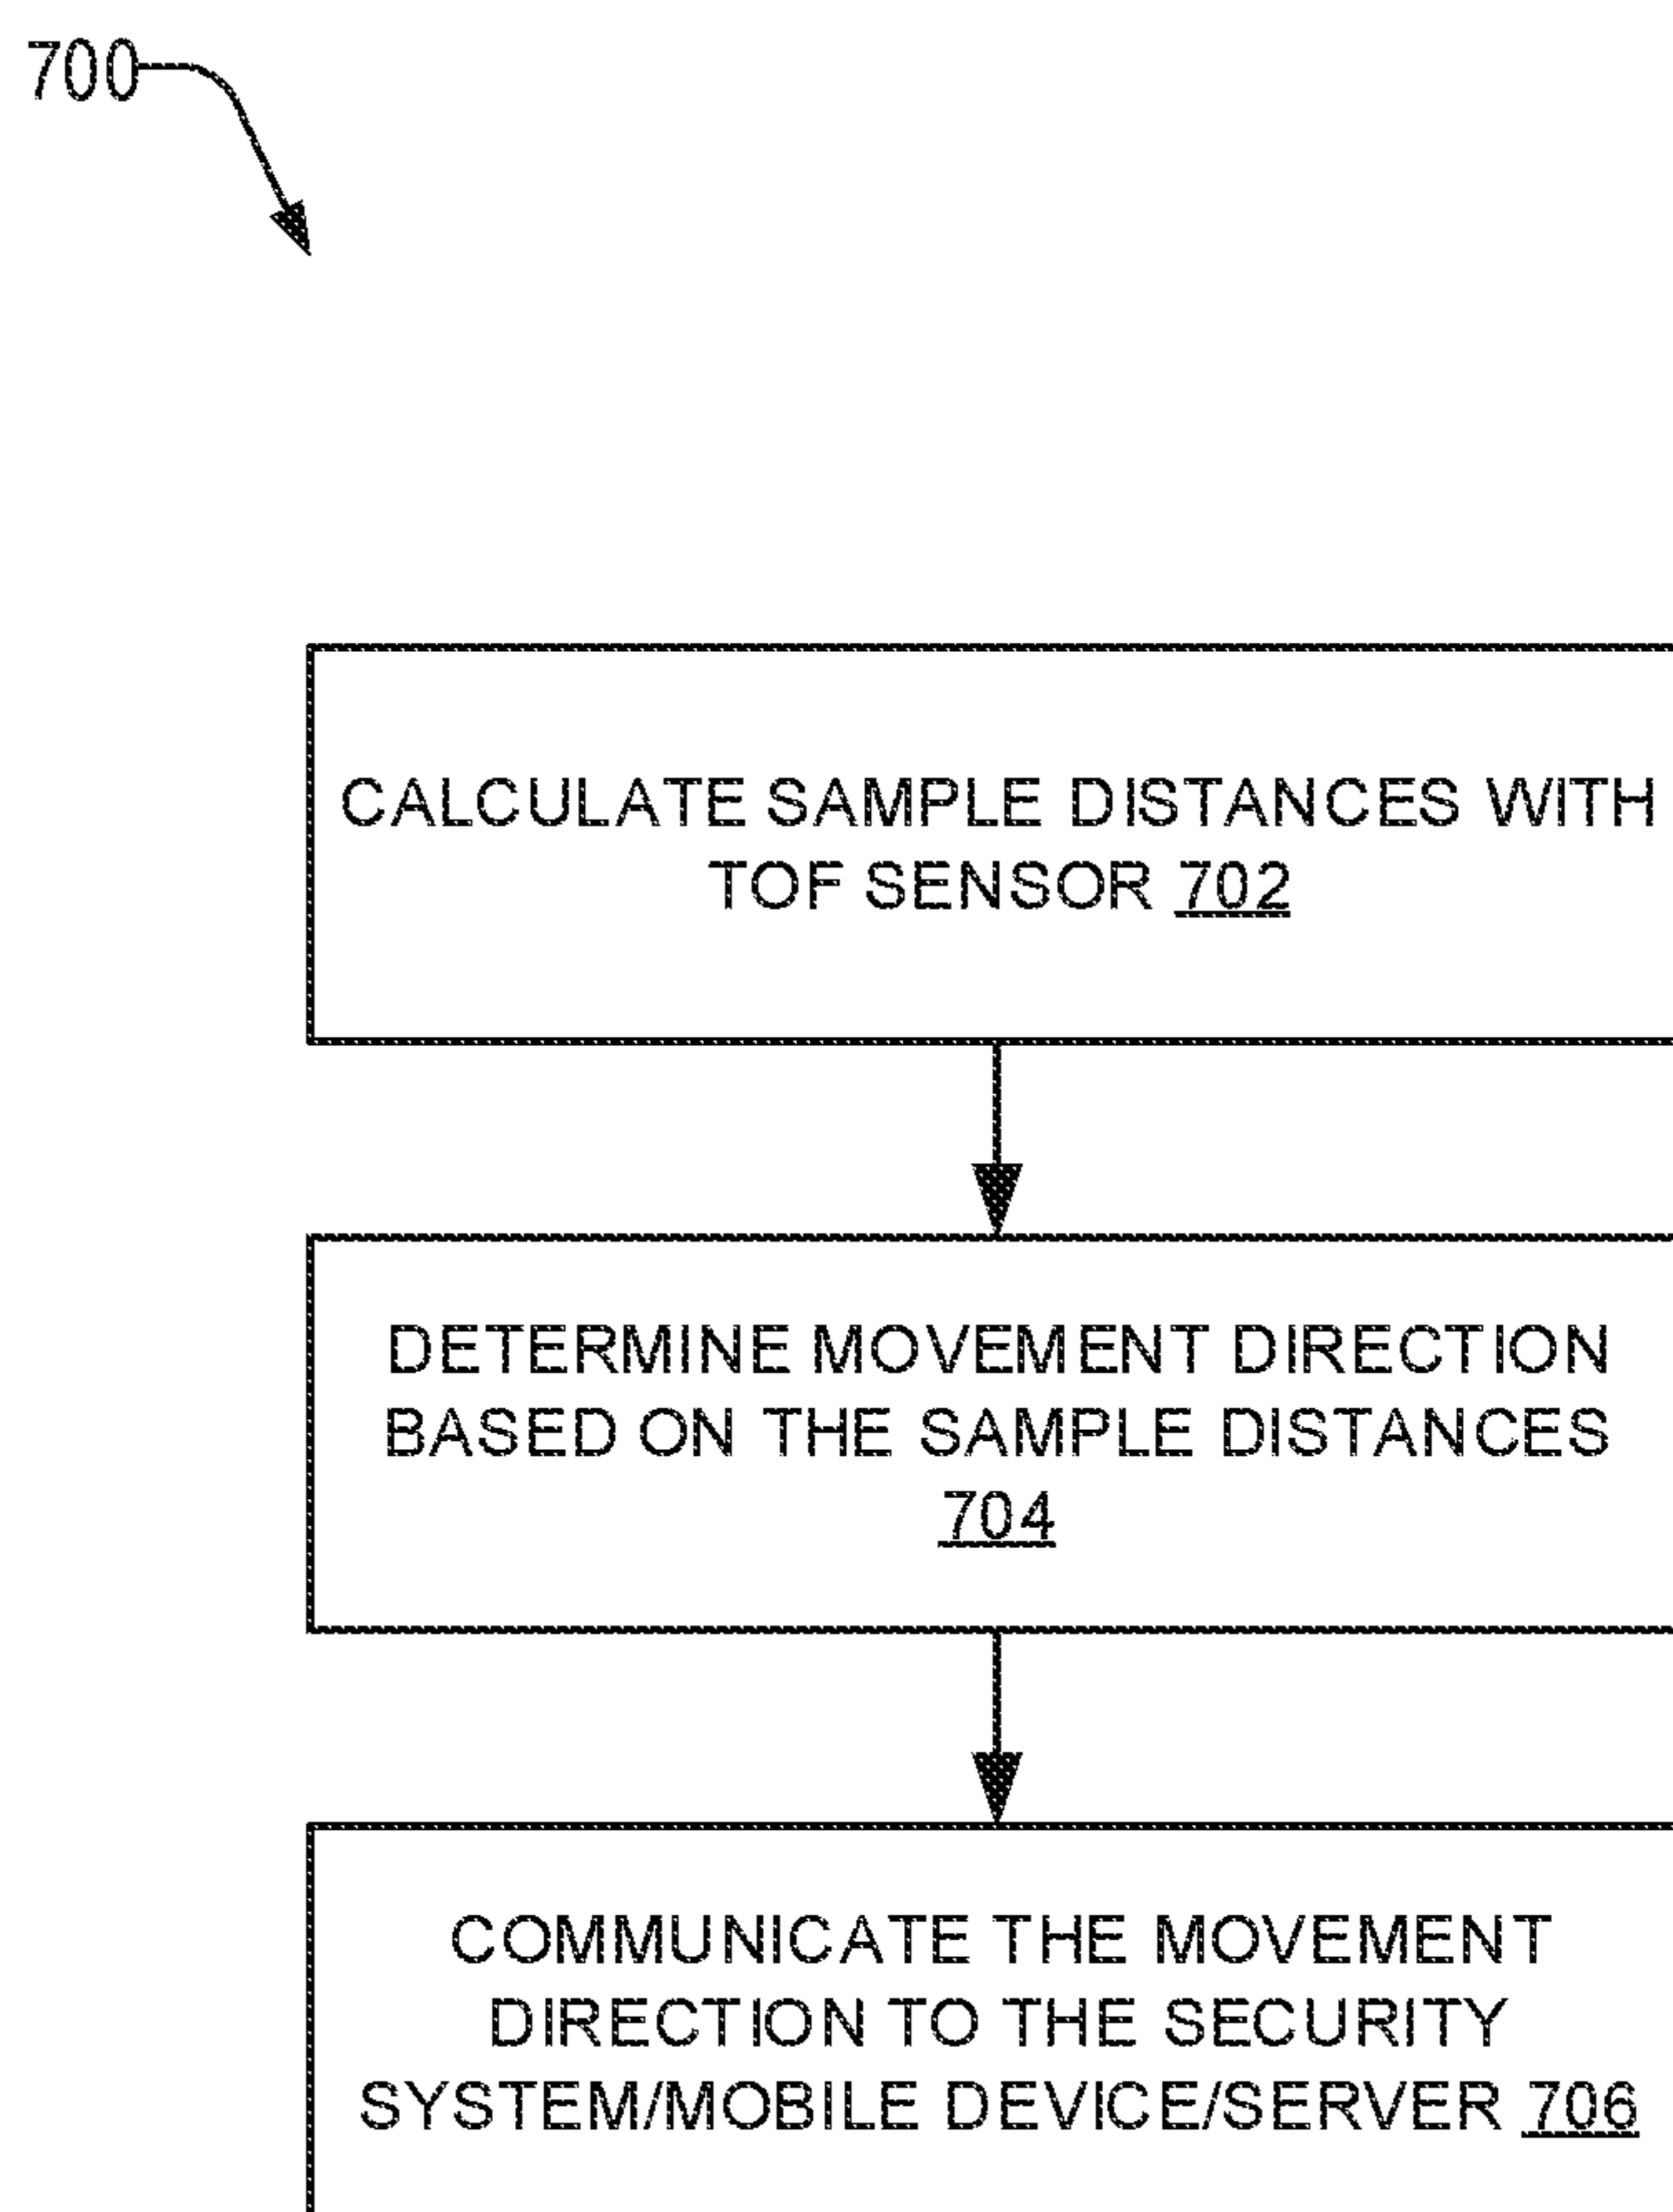 700
CALCULATE SAMPLE DISTANCES WITH
TOF SENSOR 702
DETERMINE MOVEMENT DIRECTION
BASED ON THE SAMPLE DISTANCES
704
COMMUNICATE THE MOVEMENT
DIRECTION TO THE SECURITY
SYSTEM/MOBILE DEVICE/SERVER 706